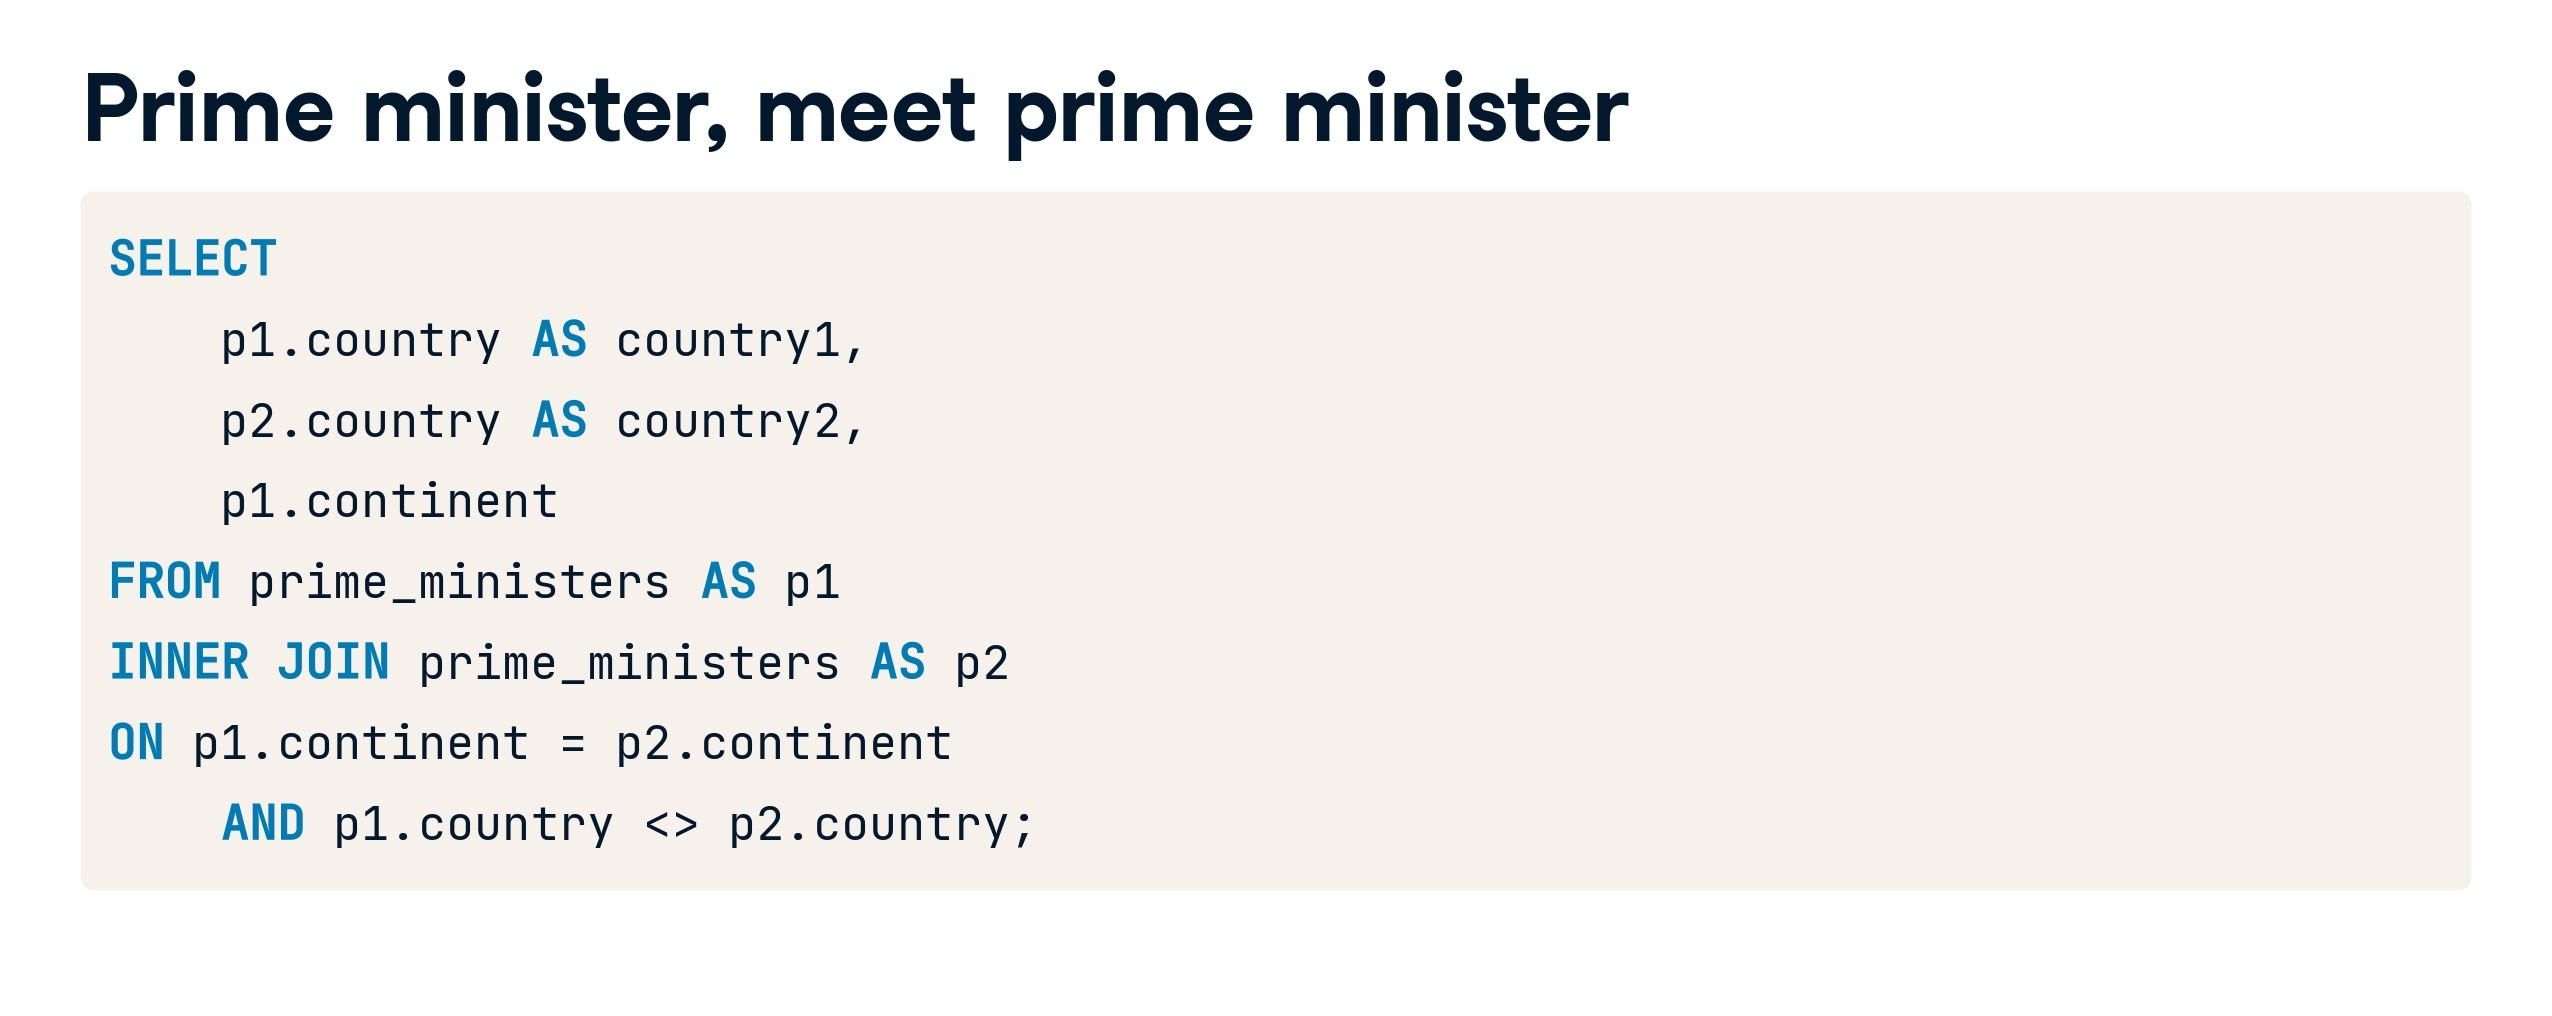 Prime minister, meet prime minister
SELECT
    p1.country AS country1,
    p2.country AS country2,
    p1.continent
FROM prime_ministers AS p1
INNER JOIN prime_ministers AS p2
ON p1.continent = p2.continent
    AND p1.country <> p2.country;